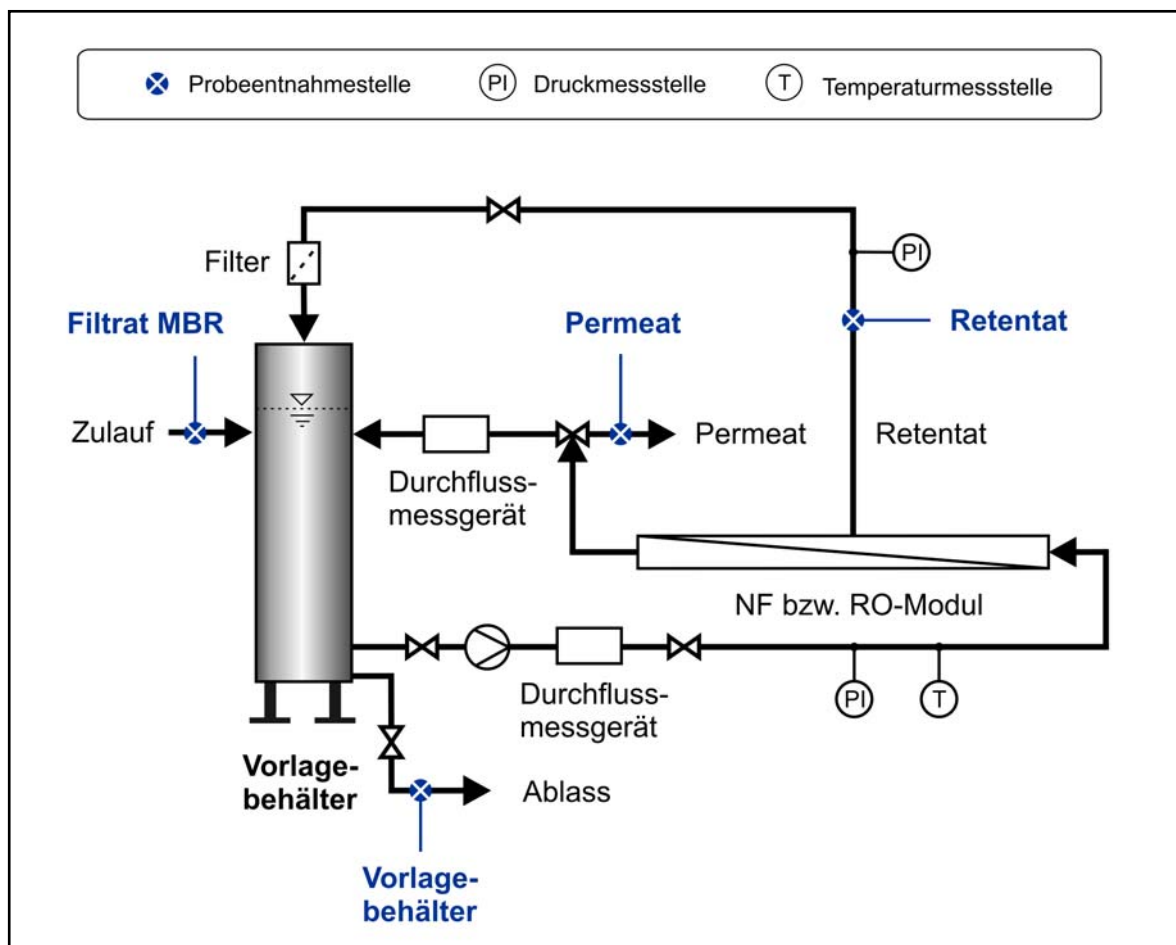 Probeentnahmestelle
PI Druckmessstelle
T Temperaturmessstelle
PI
Filter
Filtrat MBR
Permeat
Retentat
Zulauf
Permeat
Retentat
Durchfluss-
messgerät
NF bzw. RO-Modul
Durchfluss-
messgerät
PI
T
Vorlage-
behälter
Ablass
Vorlage-
behälter